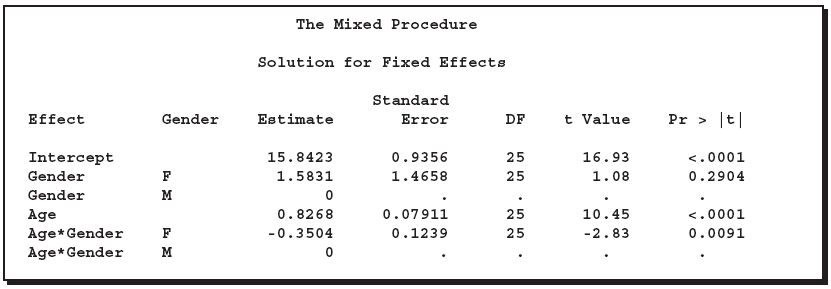 The Mixed Procedure
Solution for Fixed Effects
Standard
Effect Gender Estimate Error DF t Value Pr > |t|
Intercept 15.8423 0.9356 25 16.93 <.0001
Gender F 1.5831 1.4658 25 1.08 0.2904
Gender M 0 . . . .
Age 0.8268 0.07911 25 10.45 <.0001
Age*Gender F -0.3504 0.1239 25 -2.83 0.0091
Age*Gender M 0 . . . .